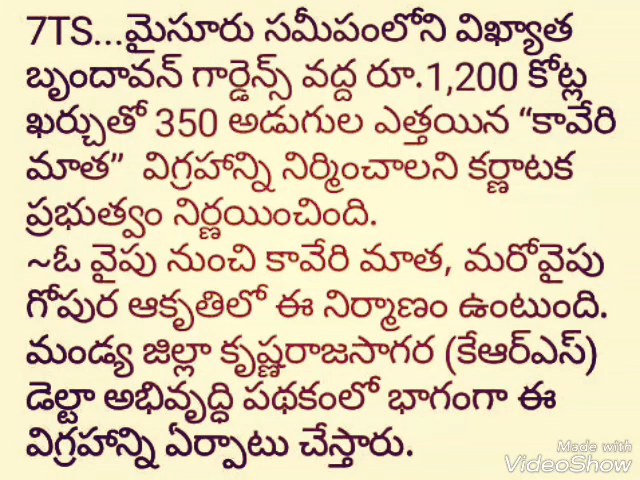 7TS...మైసూరు సమీపంలోని విఖ్యాత
బృందావన్ గార్డెన్స్ వద్ద రూ.1,200 కోట్ల
ఖర్చుతో 350 అడుగుల ఎత్తయిన “కావేరి
మాత” విగ్రహాన్ని నిర్మించాలని కర్ణాటక
ప్రభుత్వం నిర్ణయించింది.
~ఓ వైపు నుంచి కావేరి మాత, మరోవైపు
గోపుర ఆకృతిలో ఈ నిర్మాణం ఉంటుంది.
మండ్య జిల్లా కృష్ణరాజసాగర (కేఆర్ఎస్)
డెల్టా అభివృద్ధి పథకంలో భాగంగా ఈ
విగ్రహాన్ని ఏర్పాటు చేస్తారు.
Made with
VideoShow